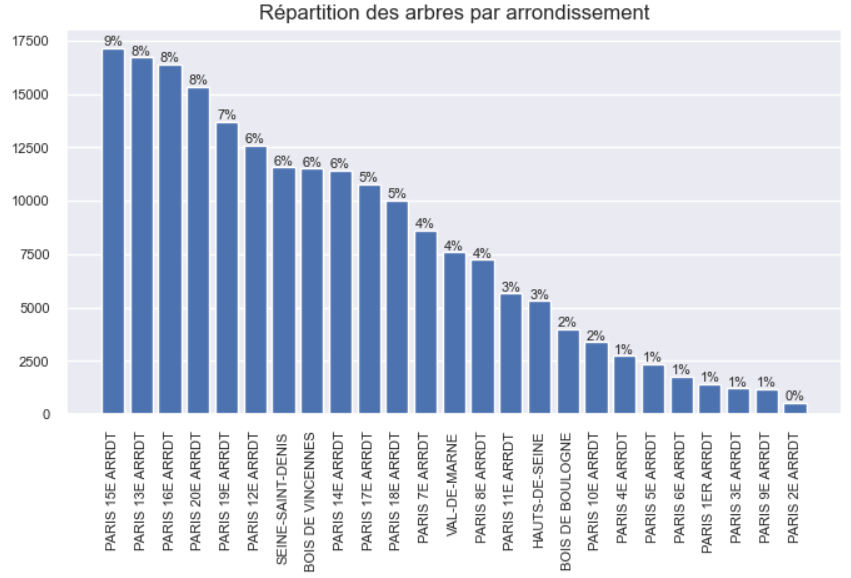 Répartition des arbres par arrondissement
17500
15000
12500
10000
7500
5000
2500
0
9%
8%
8%
8%
7%
6%
6%
6%
6%
5%
5%
4%
4%
4%
3%
3%
2%
2%
1%
1%
1%
1%
1%
1%
0%
PARIS 15E ARRDT
PARIS 13E ARRDT
PARIS 16E ARRDT
PARIS 20E ARRDT
PARIS 19E ARRDT
PARIS 12E ARRDT
SEINE-SAINT-DENIS
BOIS DE VINCENNES
PARIS 14E ARRDT
PARIS 17E ARRDT
PARIS 18E ARRDT
PARIS 7E ARRDT
VAL-DE-MARNE
PARIS 8E ARRDT
PARIS 11E ARRDT
HAUTS-DE-SEINE
BOIS DE BOULOGNE
PARIS 10E ARRDT
PARIS 4E ARRDT
PARIS 5E ARRDT
PARIS 6E ARRDT
PARIS 1ER ARRDT
PARIS 3E ARRDT
PARIS 9E ARRDT
PARIS 2E ARRDT